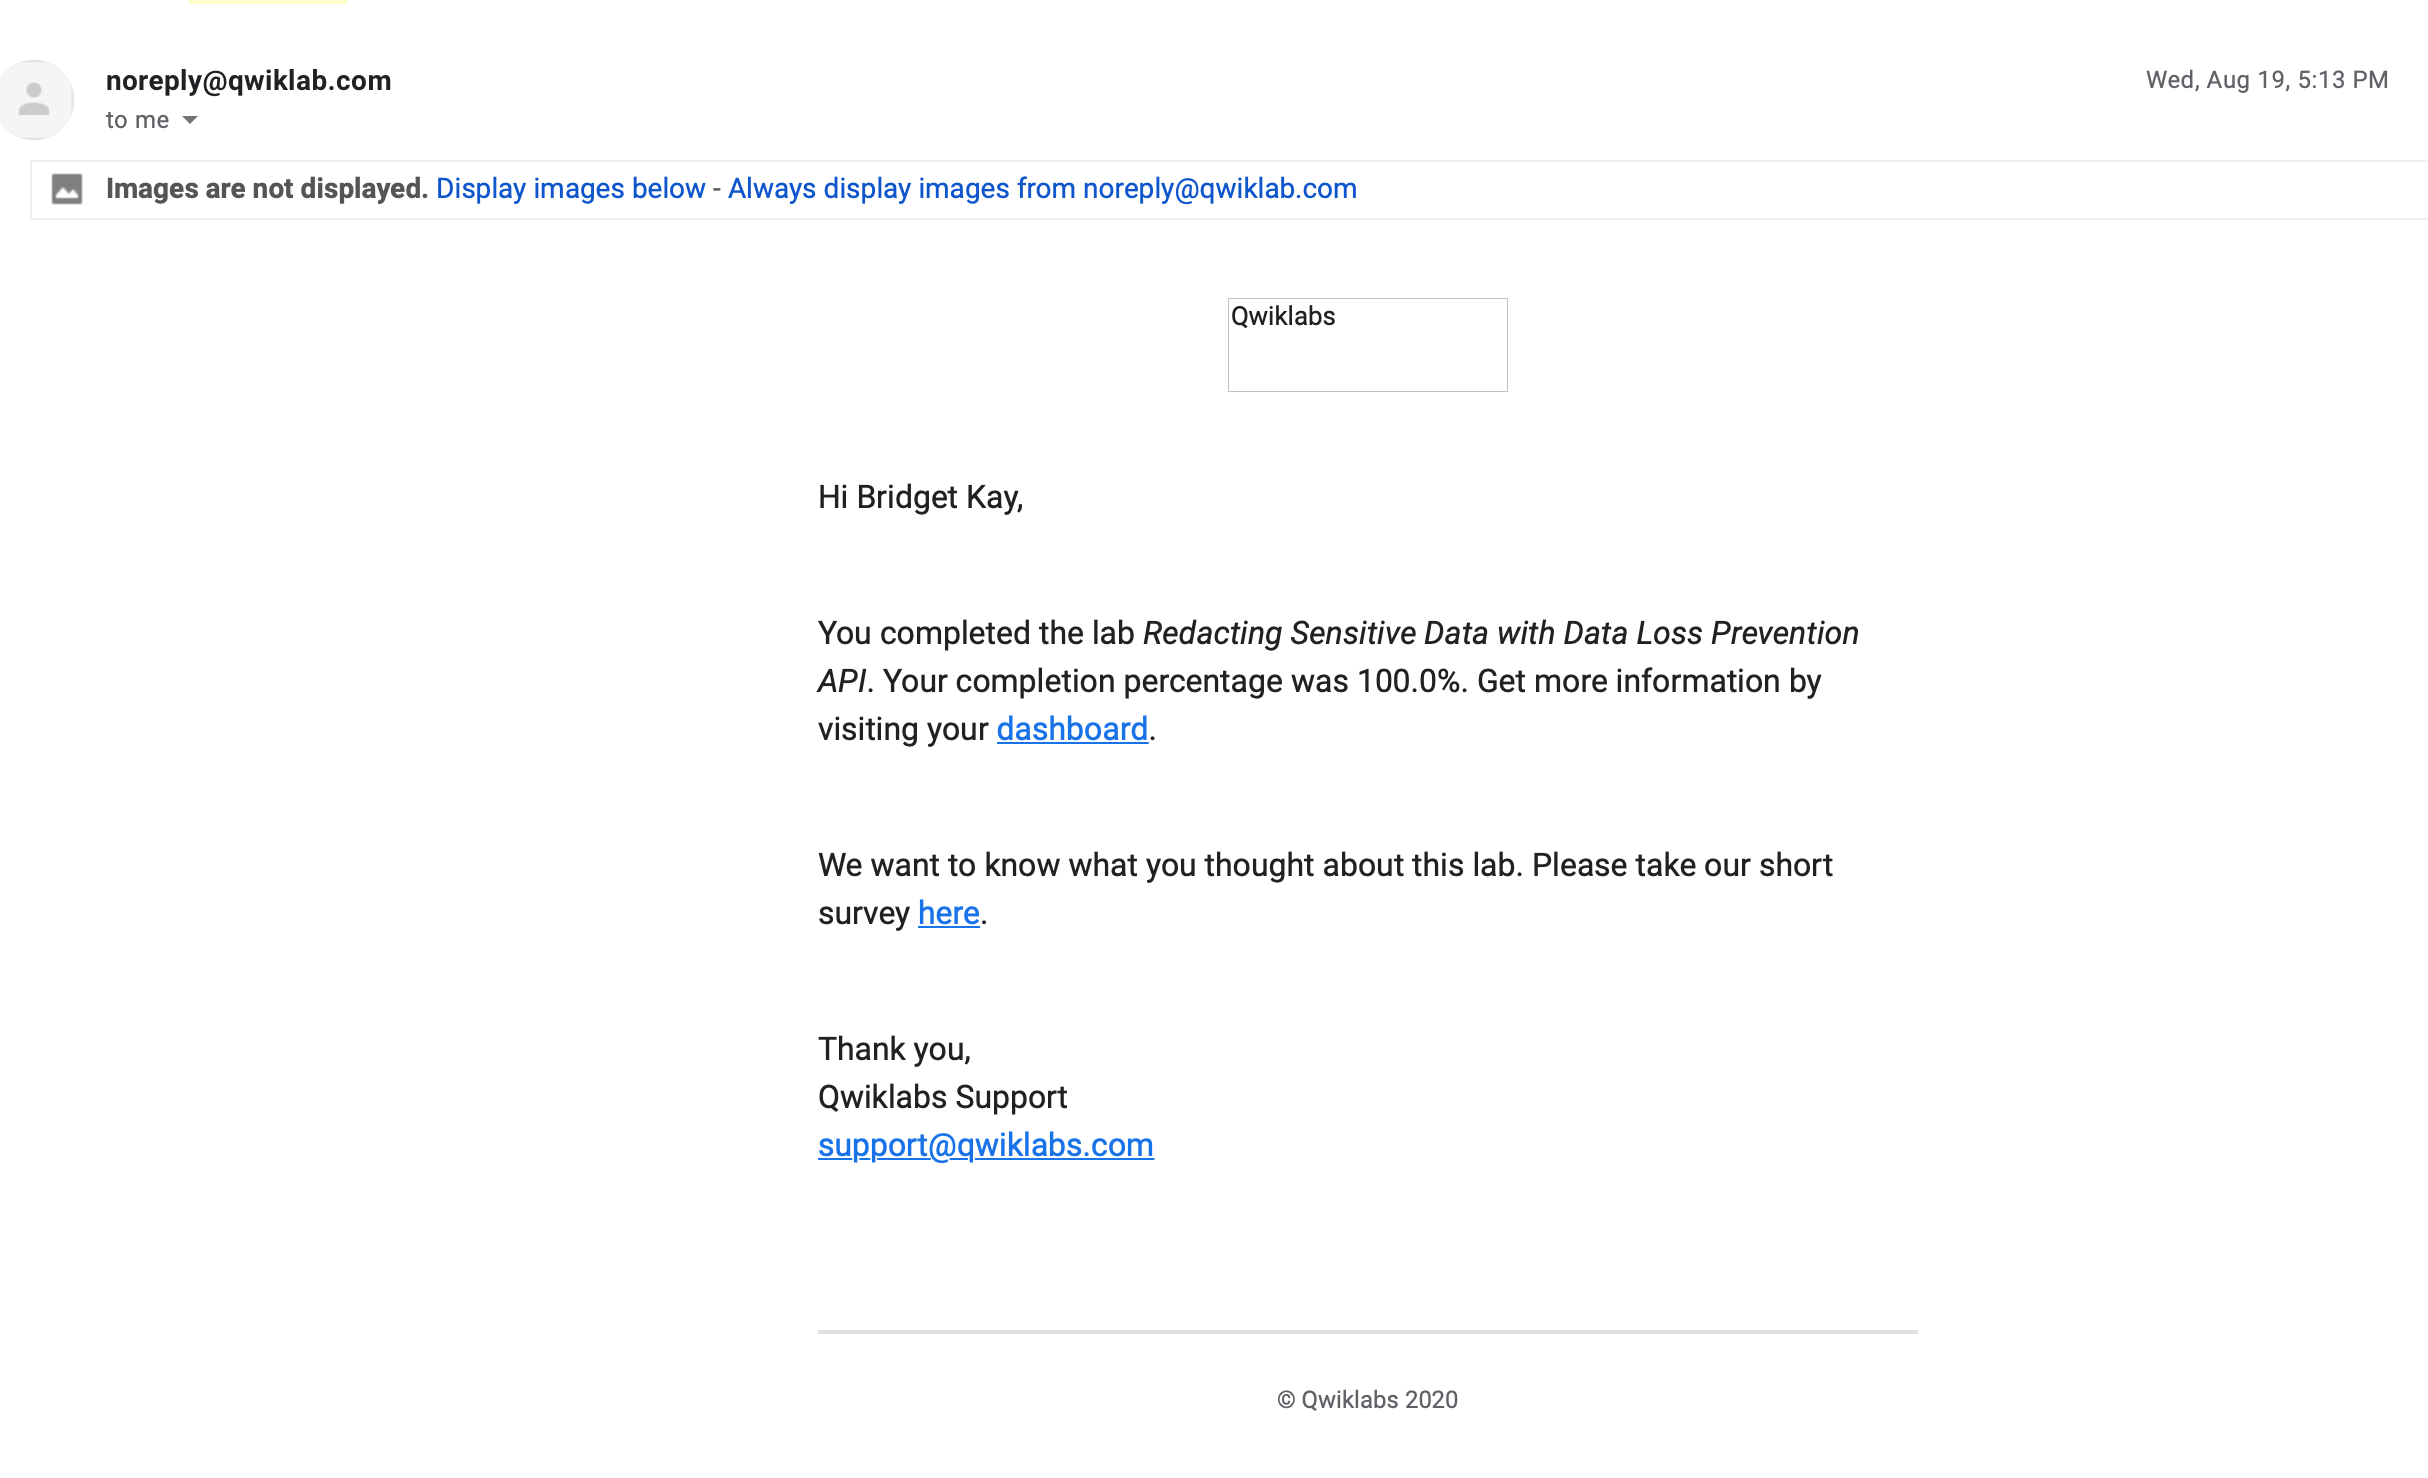 noreply@qwiklab.com
Wed, Aug 19, 5:13 PM
to me
Images are not displayed. Display images below - Always display images from noreply@qwiklab.com
Qwiklabs
Hi Bridget Kay,
You completed the lab Redacting Sensitive Data with Data Loss Prevention
API. Your completion percentage was 100.0%. Get more information by
visiting your dashboard.
We want to know what you thought about this lab. Please take our short
survey here.
Thank you,
Qwiklabs Support
support@qwiklabs.com
© Qwiklabs 2020